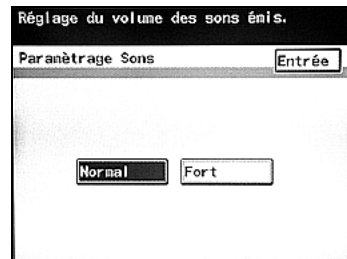 Réglage du volume des sons émis.
Paramètrage Sons Entrée
Normal Fort